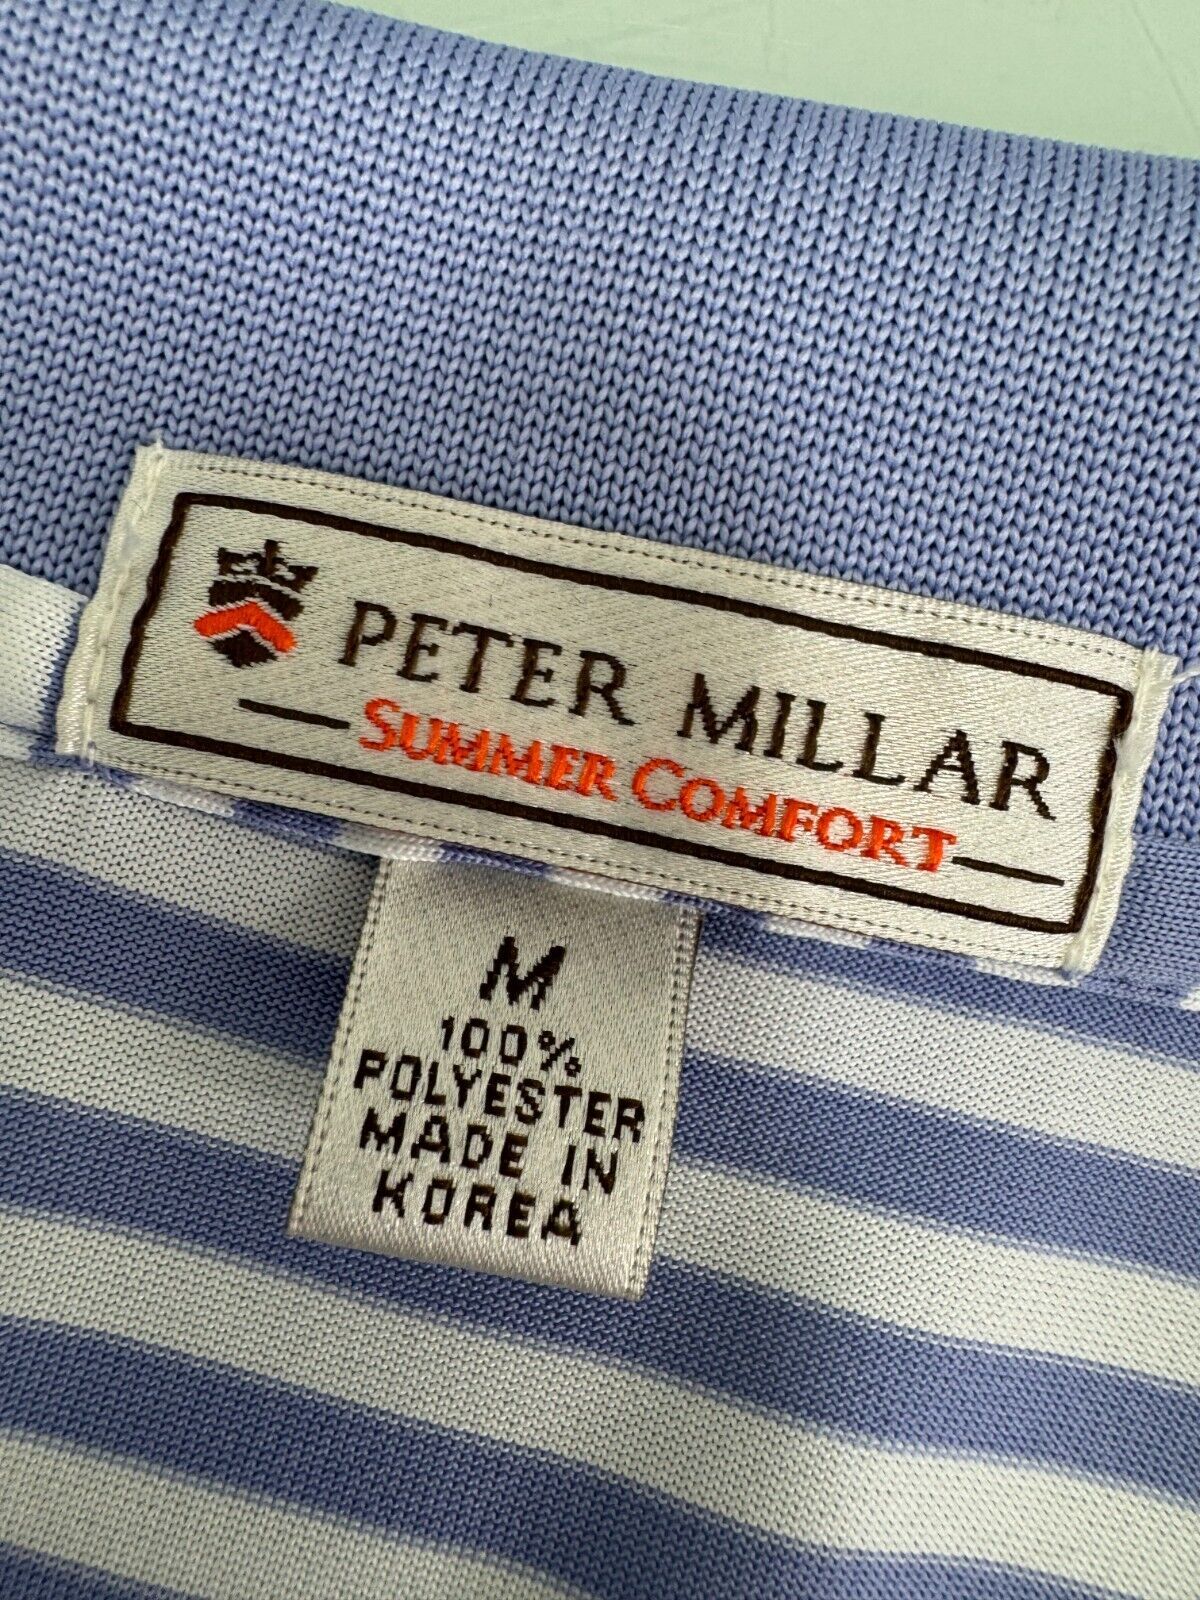 PETER MILLAR
SUMMER COMFORT
M
100%
POLYESTER
MADE IN
KOREA